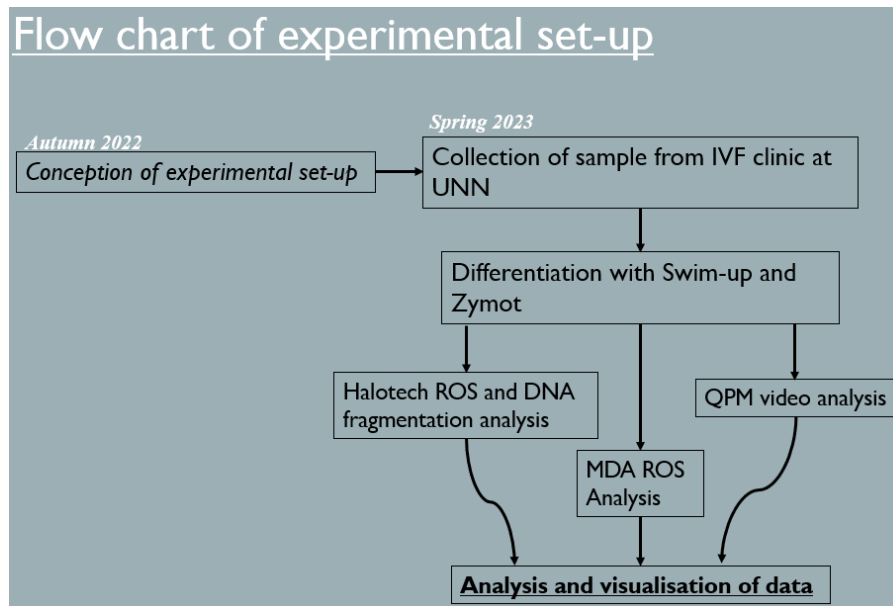 Flow chart of experimental set-up
Autumn 2022
Conception of experimental set-up
Spring 2023
Collection of sample from IVF clinic at
UNN
Differentiation with Swim-up and
Zymot
Halotech ROS and DNA
fragmentation analysis
MDA ROS
Analysis
QPM video analysis
Analysis and visualisation of data